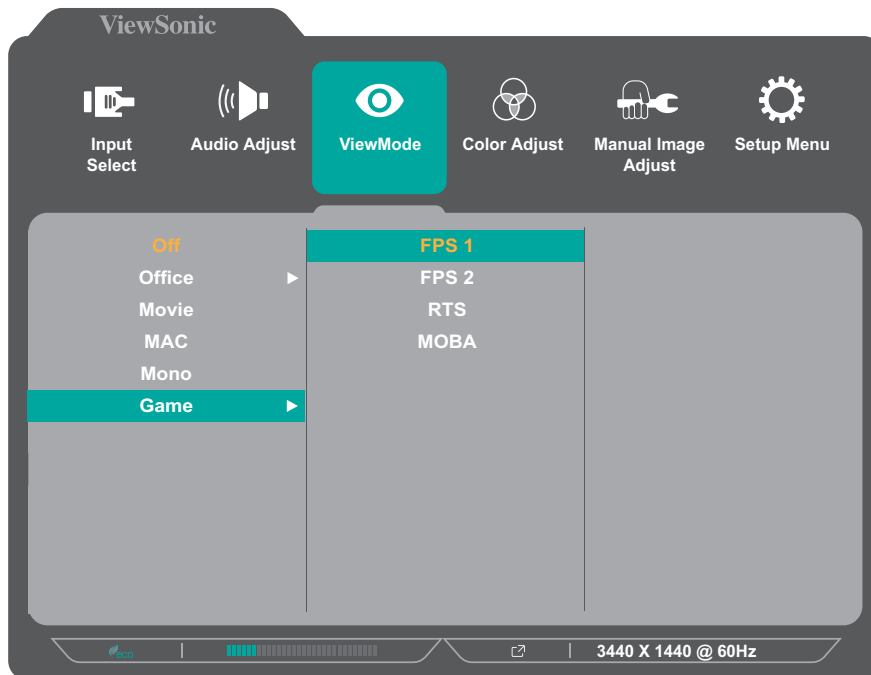 ViewSonic
Input
Select
Audio Adjust
ViewMode
Color Adjust
Manual Image
Adjust
Setup Menu
Off
Office
Movie
MAC
Mono
Game
FPS 1
FPS 2
RTS
MOBA
eco
3440 X 1440 @ 60Hz